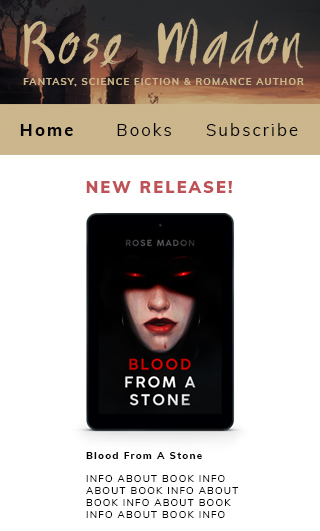 Rose Madon
FANTASY, SCIENCE FICTION & ROMANCE AUTHOR
Home Books Subscribe
NEW RELEASE!
ROSE MADON
BLOOD
FROM A
STONE
Blood From A Stone
INFO ABOUT BOOK INFO
ABOUT BOOK INFO ABOUT
BOOK INFO ABOUT BOOK
INFO ABOUT BOOK INFO